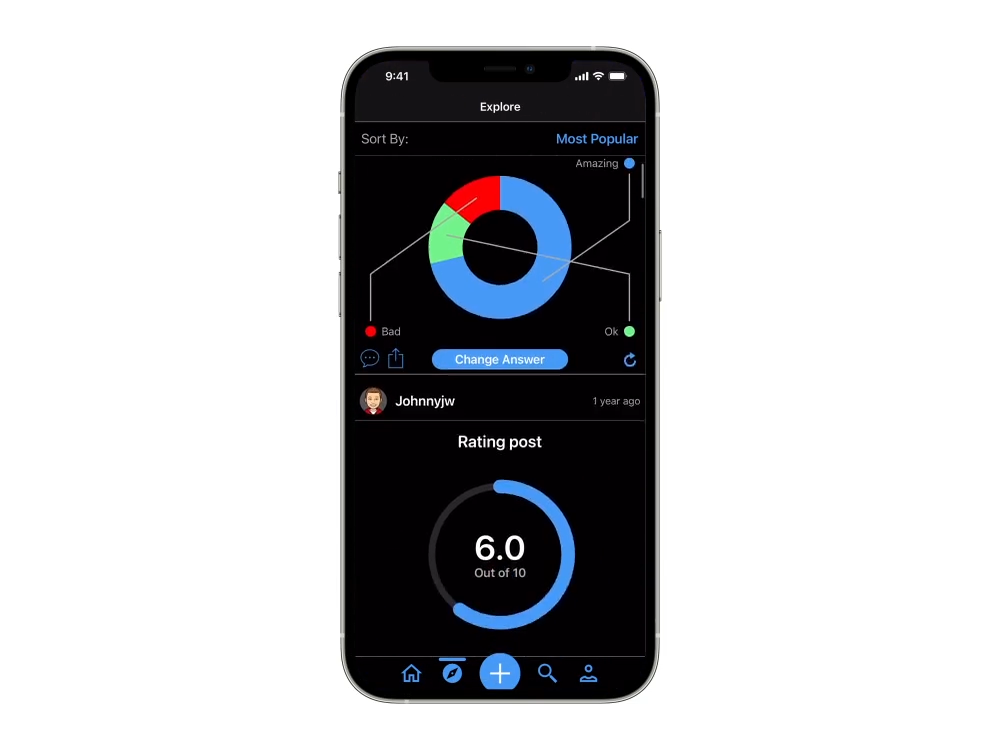 9:41
Explore
Sort By: Most Popular
Amazing
Bad Ok
Change Answer
Johnnyjw 1 year ago
Rating post
6.0
Out of 10